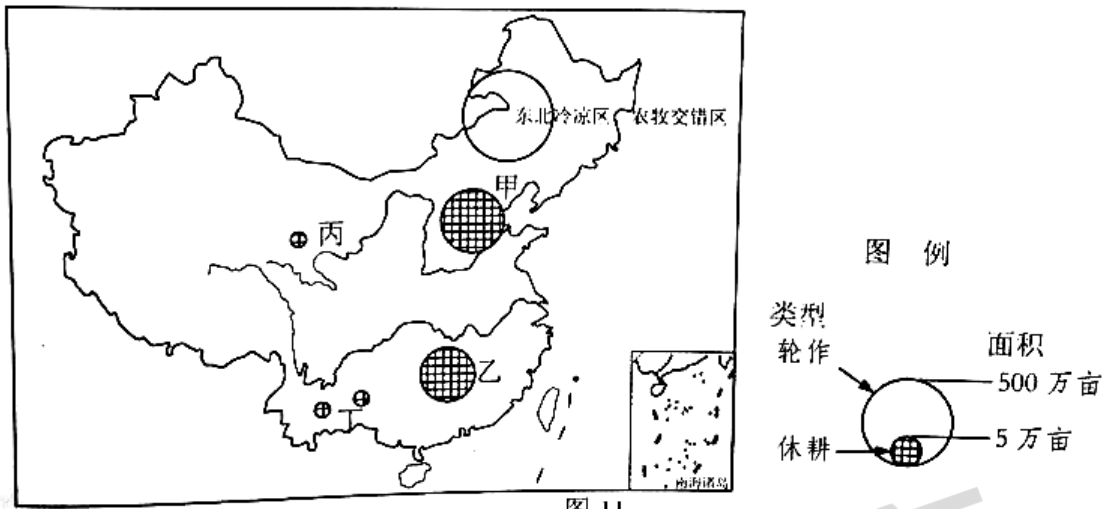 东北冷凉区 农牧交错区
甲
丙
乙
丁
南海诸岛
图 例
类型
轮作
面积
500 万亩
5 万亩
休耕
图 11